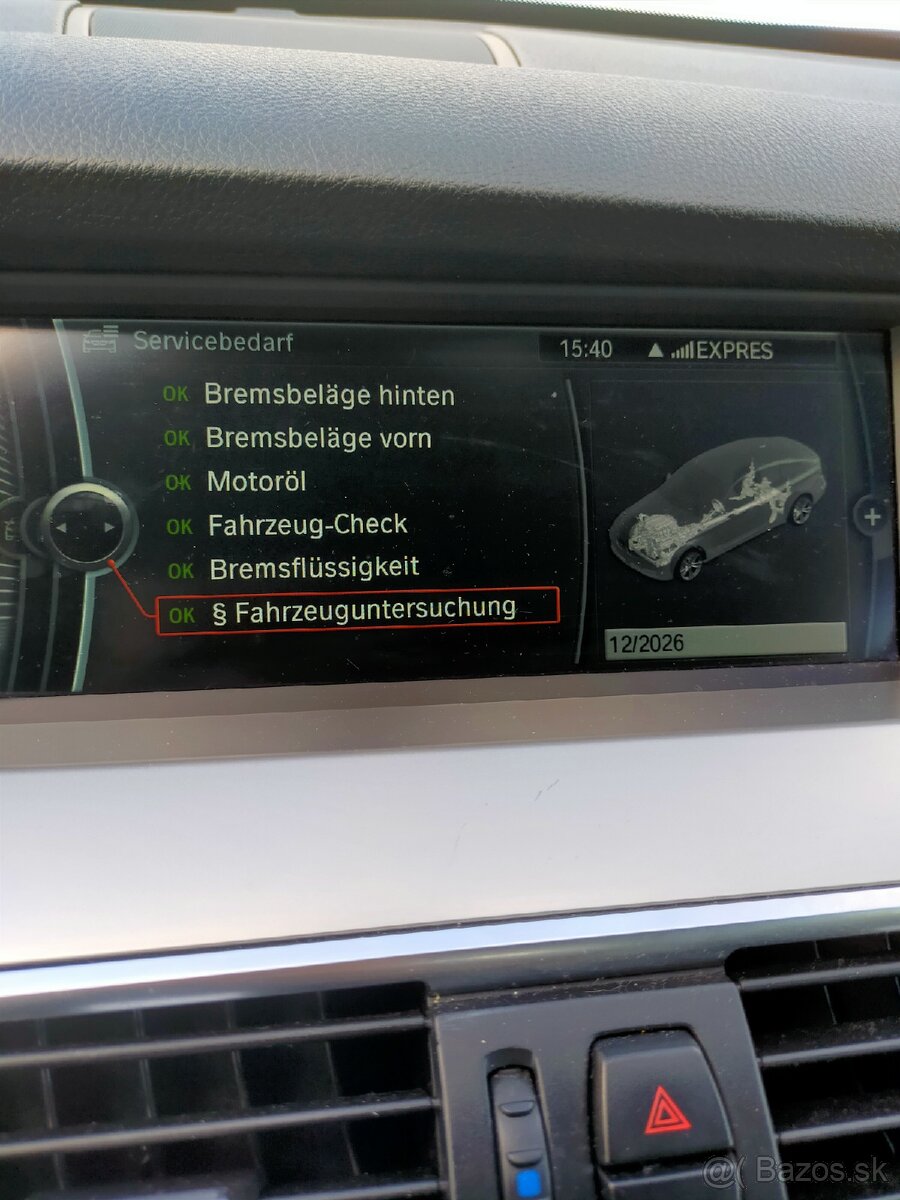 Servicebedarf
15:40 EXPRES
OK Bremsbeläge hinten
OK Bremsbeläge vorn
OK Motoröl
OK Fahrzeug-Check
OK Bremsflüssigkeit
OK § Fahrzeuguntersuchung
12/2026
Bazos.sk